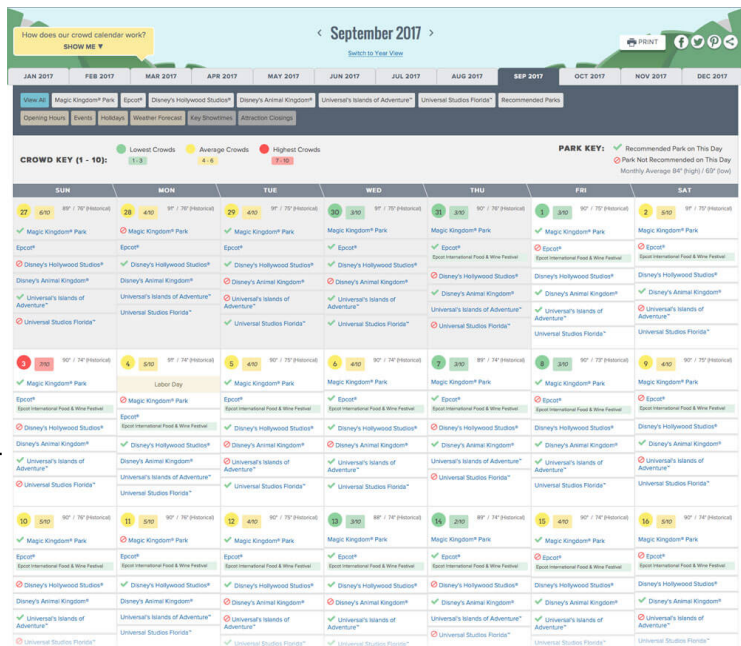 How does our crowd calendar work?
SHOW ME ▼
< September 2017 >
Switch to Year View
PRINT
JAN 2017 FEB 2017 MAR 2017 APR 2017 MAY 2017 JUN 2017 JUL 2017 AUG 2017 SEP 2017 OCT 2017 NOV 2017 DEC 2017
View All Magic Kingdom® Park Epcot® Disney's Hollywood Studios® Disney's Animal Kingdom® Universal's Islands of Adventure™ Universal Studios Florida™ Recommended Parks
Opening Hours Events Holidays Weather Forecast Key Showtimes Attraction Closings
CROWD KEY (1 - 10):
Lowest Crowds
1 - 3
Average Crowds
4 - 6
Highest Crowds
7 - 10
PARK KEY: Recommended Park on This Day
Park Not Recommended on This Day
Monthly Average 84° (high) / 69° (low)
SUN MON TUE WED THU FRI SAT
27 6/10 89° / 76° (Historical)
Magic Kingdom® Park
Epcot®
Disney's Hollywood Studios®
Disney's Animal Kingdom®
Universal's Islands of
Adventure™
Universal Studios Florida™
28 4/10 91° / 76° (Historical)
Magic Kingdom® Park
Epcot®
Disney's Hollywood Studios®
Disney's Animal Kingdom®
Universal's Islands of Adventure™
Universal Studios Florida™
29 4/10 91° / 75° (Historical)
Magic Kingdom® Park
Epcot®
Disney's Hollywood Studios®
Disney's Animal Kingdom®
Universal's Islands of
Adventure™
Universal Studios Florida™
30 3/10 91° / 75° (Historical)
Magic Kingdom® Park
Epcot®
Disney's Hollywood Studios®
Disney's Animal Kingdom®
Universal's Islands of
Adventure™
Universal Studios Florida™
31 3/10 90° / 76° (Historical)
Magic Kingdom® Park
Epcot®
Epcot International Food & Wine Festival
Disney's Hollywood Studios®
Disney's Animal Kingdom®
Universal's Islands of Adventure™
Universal Studios Florida™
1 3/10 90° / 75° (Historical)
Magic Kingdom® Park
Epcot®
Epcot International Food & Wine Festival
Disney's Hollywood Studios®
Disney's Animal Kingdom®
Universal's Islands of
Adventure™
Universal Studios Florida™
2 5/10 91° / 75° (Historical)
Magic Kingdom® Park
Epcot®
Epcot International Food & Wine Festival
Disney's Hollywood Studios®
Disney's Animal Kingdom®
Universal's Islands of
Adventure™
Universal Studios Florida™
3 7/10 90° / 74° (Historical)
Magic Kingdom® Park
Epcot®
Epcot International Food & Wine Festival
Disney's Hollywood Studios®
Disney's Animal Kingdom®
Universal's Islands of
Adventure™
Universal Studios Florida™
4 5/10 91° / 74° (Historical)
Labor Day
Magic Kingdom® Park
Epcot®
Epcot International Food & Wine Festival
Disney's Hollywood Studios®
Disney's Animal Kingdom®
Universal's Islands of Adventure™
Universal Studios Florida™
5 4/10 90° / 75° (Historical)
Magic Kingdom® Park
Epcot®
Epcot International Food & Wine Festival
Disney's Hollywood Studios®
Disney's Animal Kingdom®
Universal's Islands of
Adventure™
Universal Studios Florida™
6 4/10 90° / 74° (Historical)
Magic Kingdom® Park
Epcot®
Epcot International Food & Wine Festival
Disney's Hollywood Studios®
Disney's Animal Kingdom®
Universal's Islands of
Adventure™
Universal Studios Florida™
7 3/10 89° / 74° (Historical)
Magic Kingdom® Park
Epcot®
Epcot International Food & Wine Festival
Disney's Hollywood Studios®
Disney's Animal Kingdom®
Universal's Islands of Adventure™
Universal Studios Florida™
8 3/10 90° / 73° (Historical)
Magic Kingdom® Park
Epcot®
Epcot International Food & Wine Festival
Disney's Hollywood Studios®
Disney's Animal Kingdom®
Universal's Islands of
Adventure™
Universal Studios Florida™
9 4/10 90° / 75° (Historical)
Magic Kingdom® Park
Epcot®
Epcot International Food & Wine Festival
Disney's Hollywood Studios®
Disney's Animal Kingdom®
Universal's Islands of
Adventure™
Universal Studios Florida™
10 5/10 90° / 76° (Historical)
Magic Kingdom® Park
Epcot®
Epcot International Food & Wine Festival
Disney's Hollywood Studios®
Disney's Animal Kingdom®
Universal's Islands of
Adventure™
Universal Studios Florida™
11 5/10 90° / 76° (Historical)
Magic Kingdom® Park
Epcot®
Epcot International Food & Wine Festival
Disney's Hollywood Studios®
Disney's Animal Kingdom®
Universal's Islands of Adventure™
Universal Studios Florida™
12 4/10 90° / 75° (Historical)
Magic Kingdom® Park
Epcot®
Epcot International Food & Wine Festival
Disney's Hollywood Studios®
Disney's Animal Kingdom®
Universal's Islands of
Adventure™
Universal Studios Florida™
13 3/10 88° / 74° (Historical)
Magic Kingdom® Park
Epcot®
Epcot International Food & Wine Festival
Disney's Hollywood Studios®
Disney's Animal Kingdom®
Universal's Islands of
Adventure™
Universal Studios Florida™
14 2/10 89° / 74° (Historical)
Magic Kingdom® Park
Epcot®
Epcot International Food & Wine Festival
Disney's Hollywood Studios®
Disney's Animal Kingdom®
Universal's Islands of Adventure™
Universal Studios Florida™
15 4/10 90° / 74° (Historical)
Magic Kingdom® Park
Epcot®
Epcot International Food & Wine Festival
Disney's Hollywood Studios®
Disney's Animal Kingdom®
Universal's Islands of
Adventure™
Universal Studios Florida™
16 5/10 90° / 74° (Historical)
Magic Kingdom® Park
Epcot®
Epcot International Food & Wine Festival
Disney's Hollywood Studios®
Disney's Animal Kingdom®
Universal's Islands of
Adventure™
Universal Studios Florida™